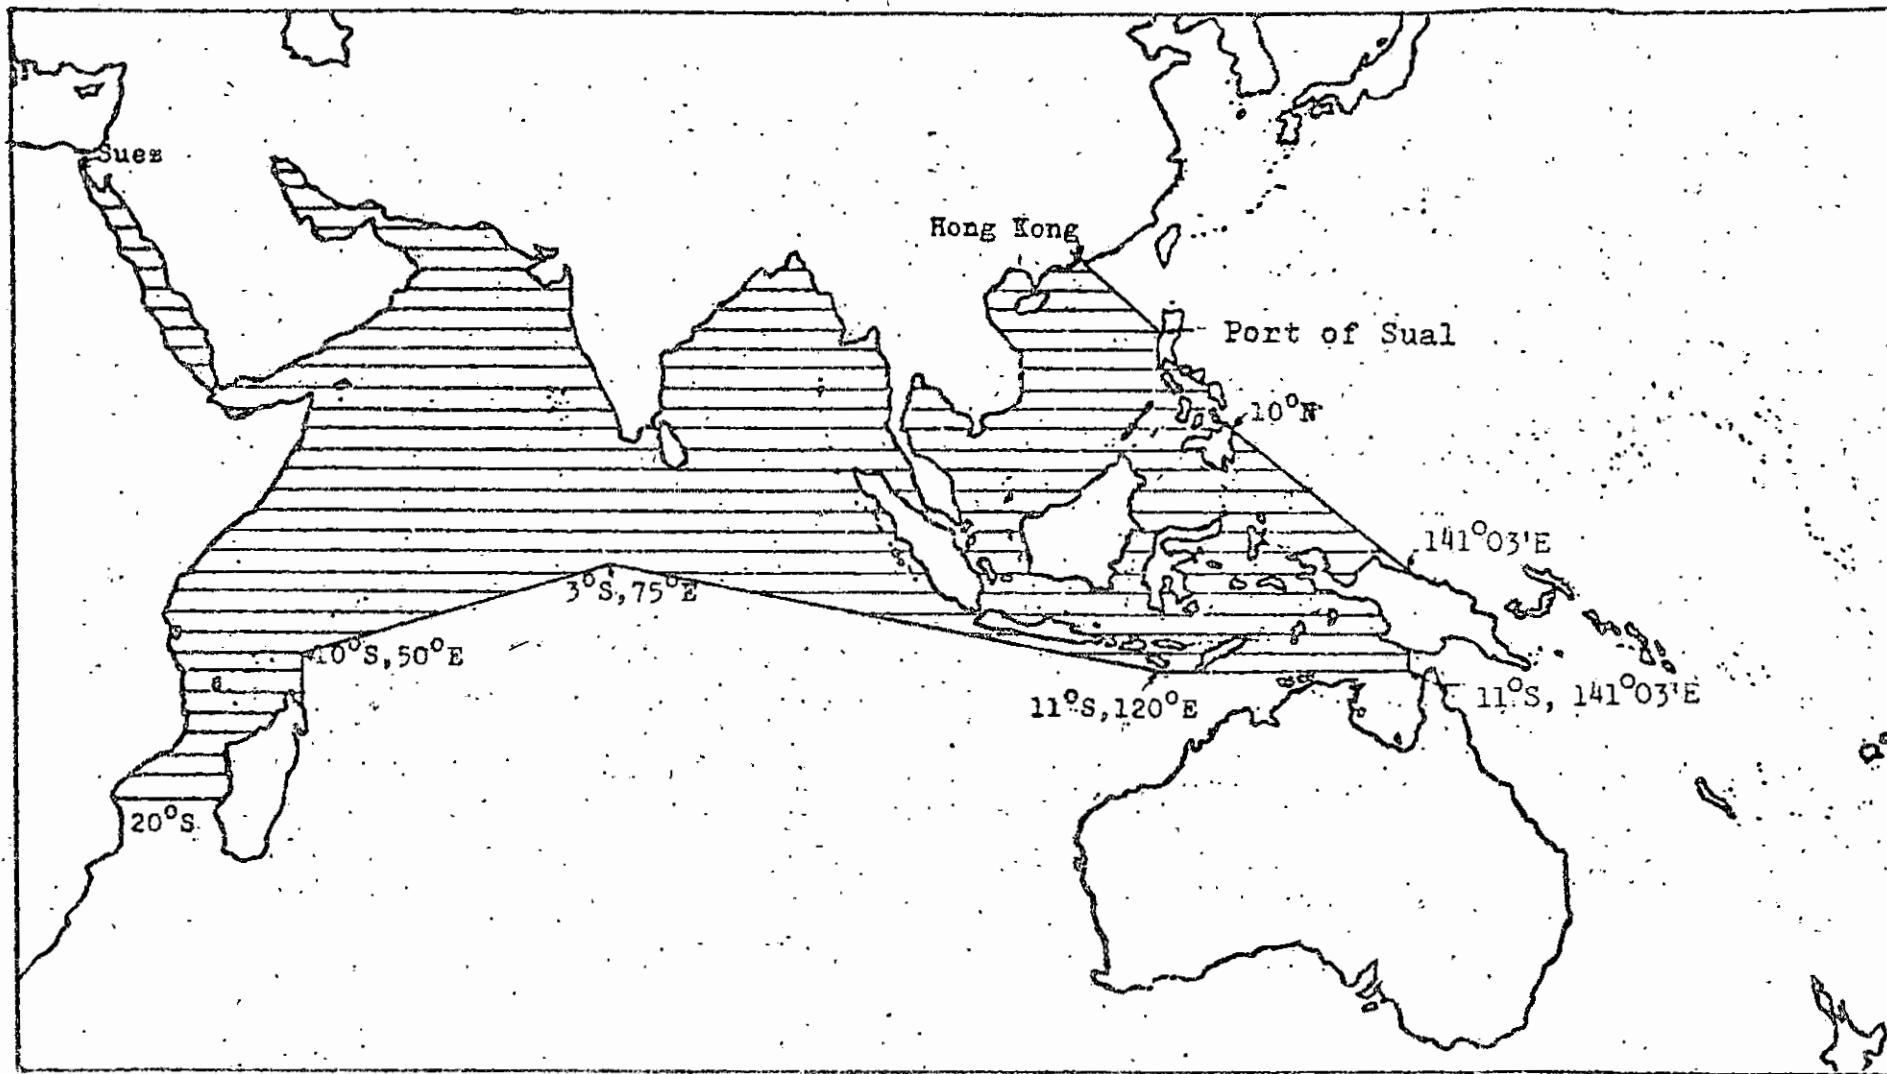 Suez
Hong Kong
Port of Sual
10°N
141°03'E
3°S,75°E
10°S,50°E
11°S,120°E
11°S, 141°03'E
20°S